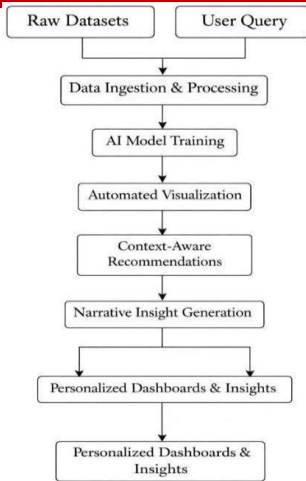 Raw Datasets
User Query
Data Ingestion & Processing
AI Model Training
Automated Visualization
Context-Aware
Recommendations
Narrative Insight Generation
Personalized Dashboards & Insights
Personalized Dashboards &
Insights